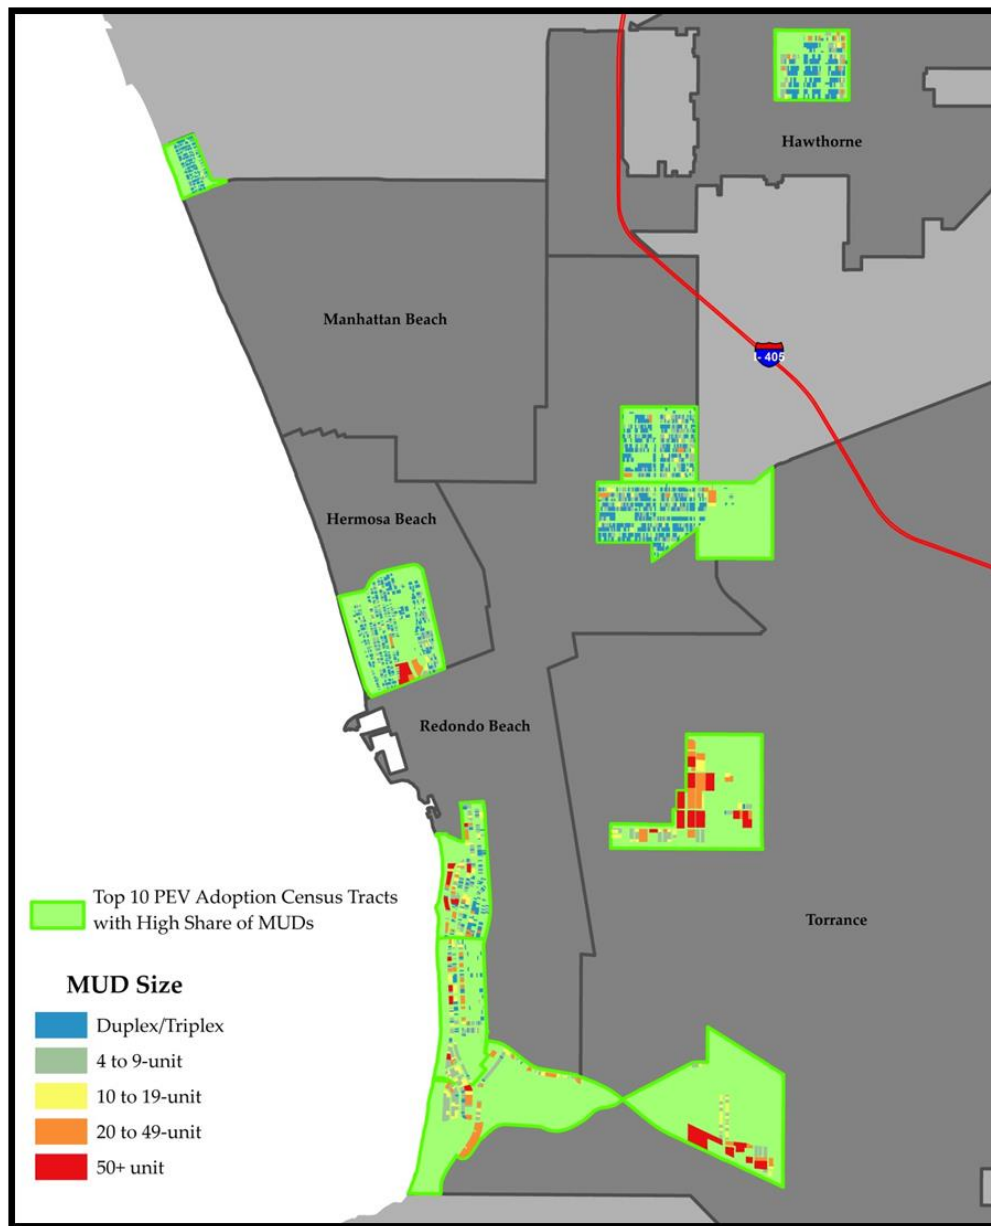 Hawthorne
Manhattan Beach
I- 405
Hermosa Beach
Redondo Beach
Top 10 PEV Adoption Census Tracts
with High Share of MUDs
Torrance
MUD Size
Duplex/Triplex
4 to 9-unit
10 to 19-unit
20 to 49-unit
50+ unit